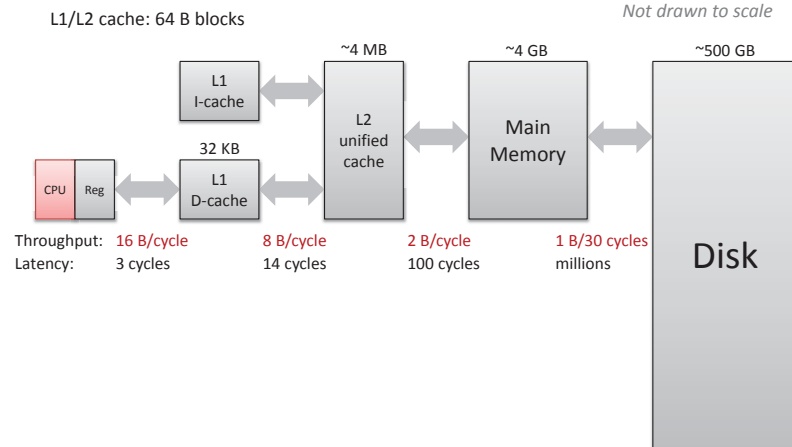 L1/L2 cache: 64 B blocks
Not drawn to scale
~4 MB
~4 GB
~500 GB
L1
I-cache
L2
unified
cache
Main
Memory
32 KB
CPU
Reg
L1
D-cache
Throughput: 16 B/cycle 8 B/cycle 2 B/cycle 1 B/30 cycles
Latency: 3 cycles 14 cycles 100 cycles millions
Disk